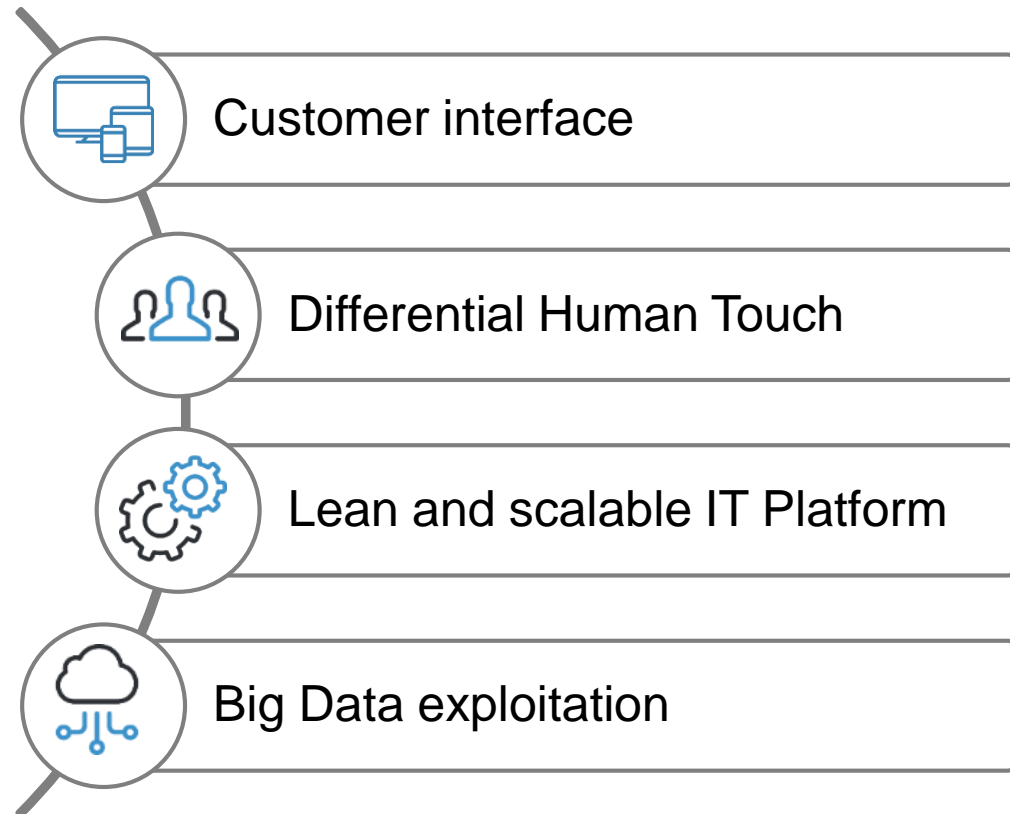 Customer interface
Differential Human Touch
Lean and scalable IT Platform
Big Data exploitation